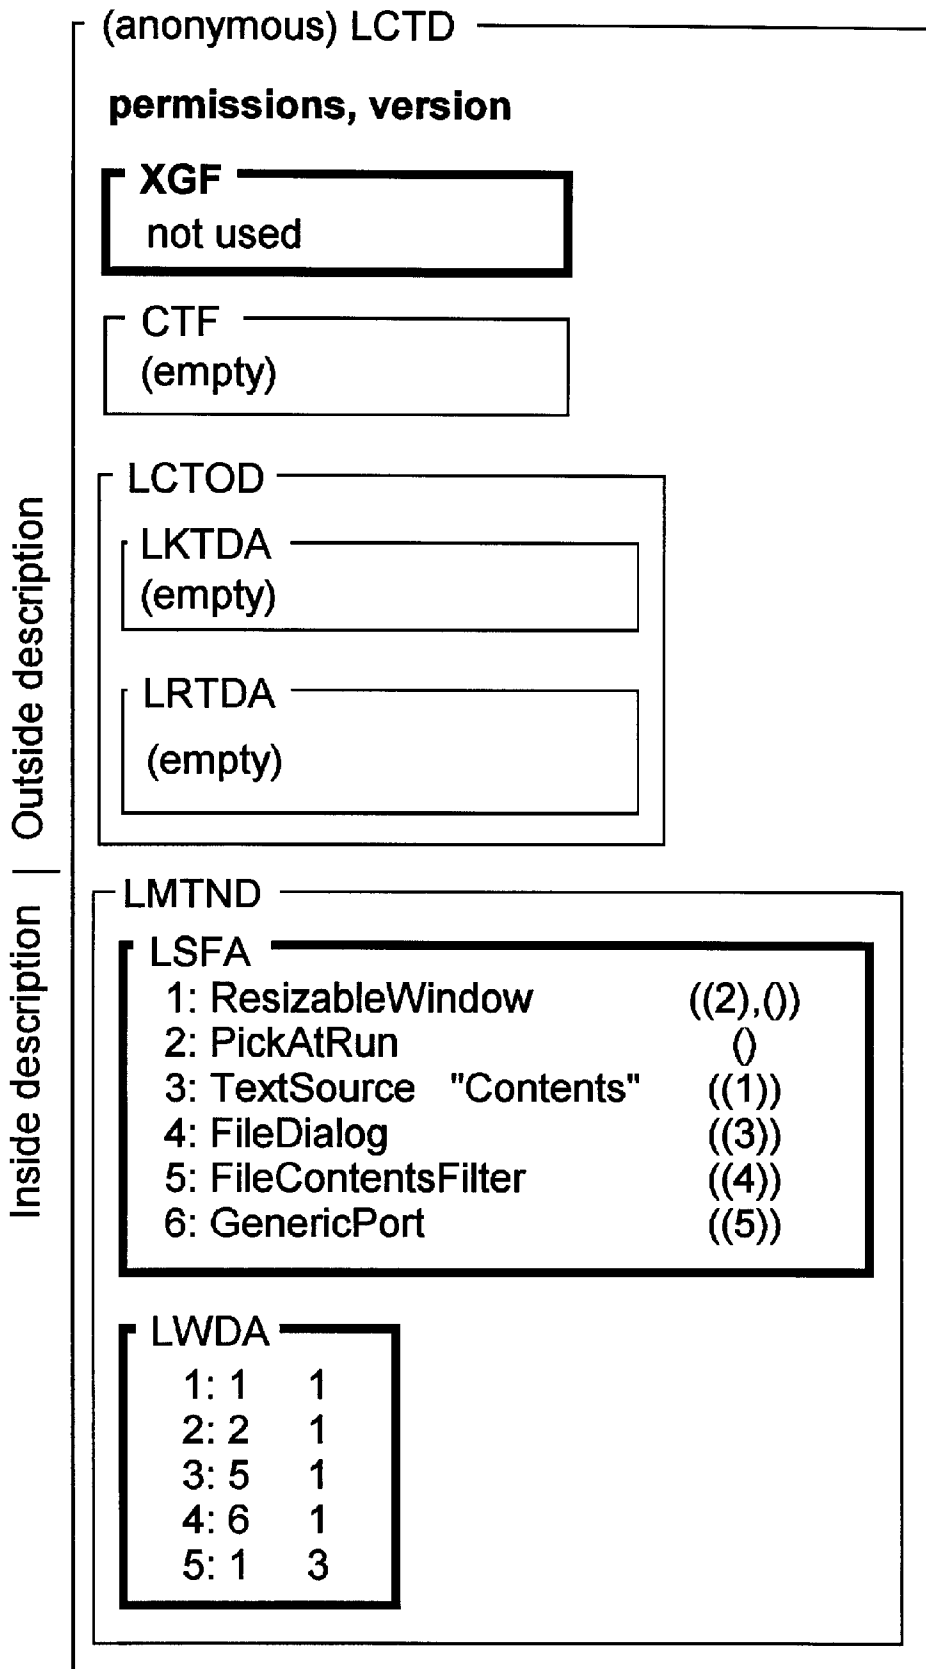 (anonymous) LCTD
permissions, version
XGF
not used
CTF
(empty)
LCTOD
LKTDA
(empty)
LRTDA
(empty)
LMTND
LSFA
1: ResizableWindow ((2),())
2: PickAtRun ()
3: TextSource "Contents" ((1))
4: FileDialog ((3))
5: FileContentsFilter ((4))
6: GenericPort ((5))
LWDA
1: 1 1
2: 2 1
3: 5 1
4: 6 1
5: 1 3
Inside description | Outside description